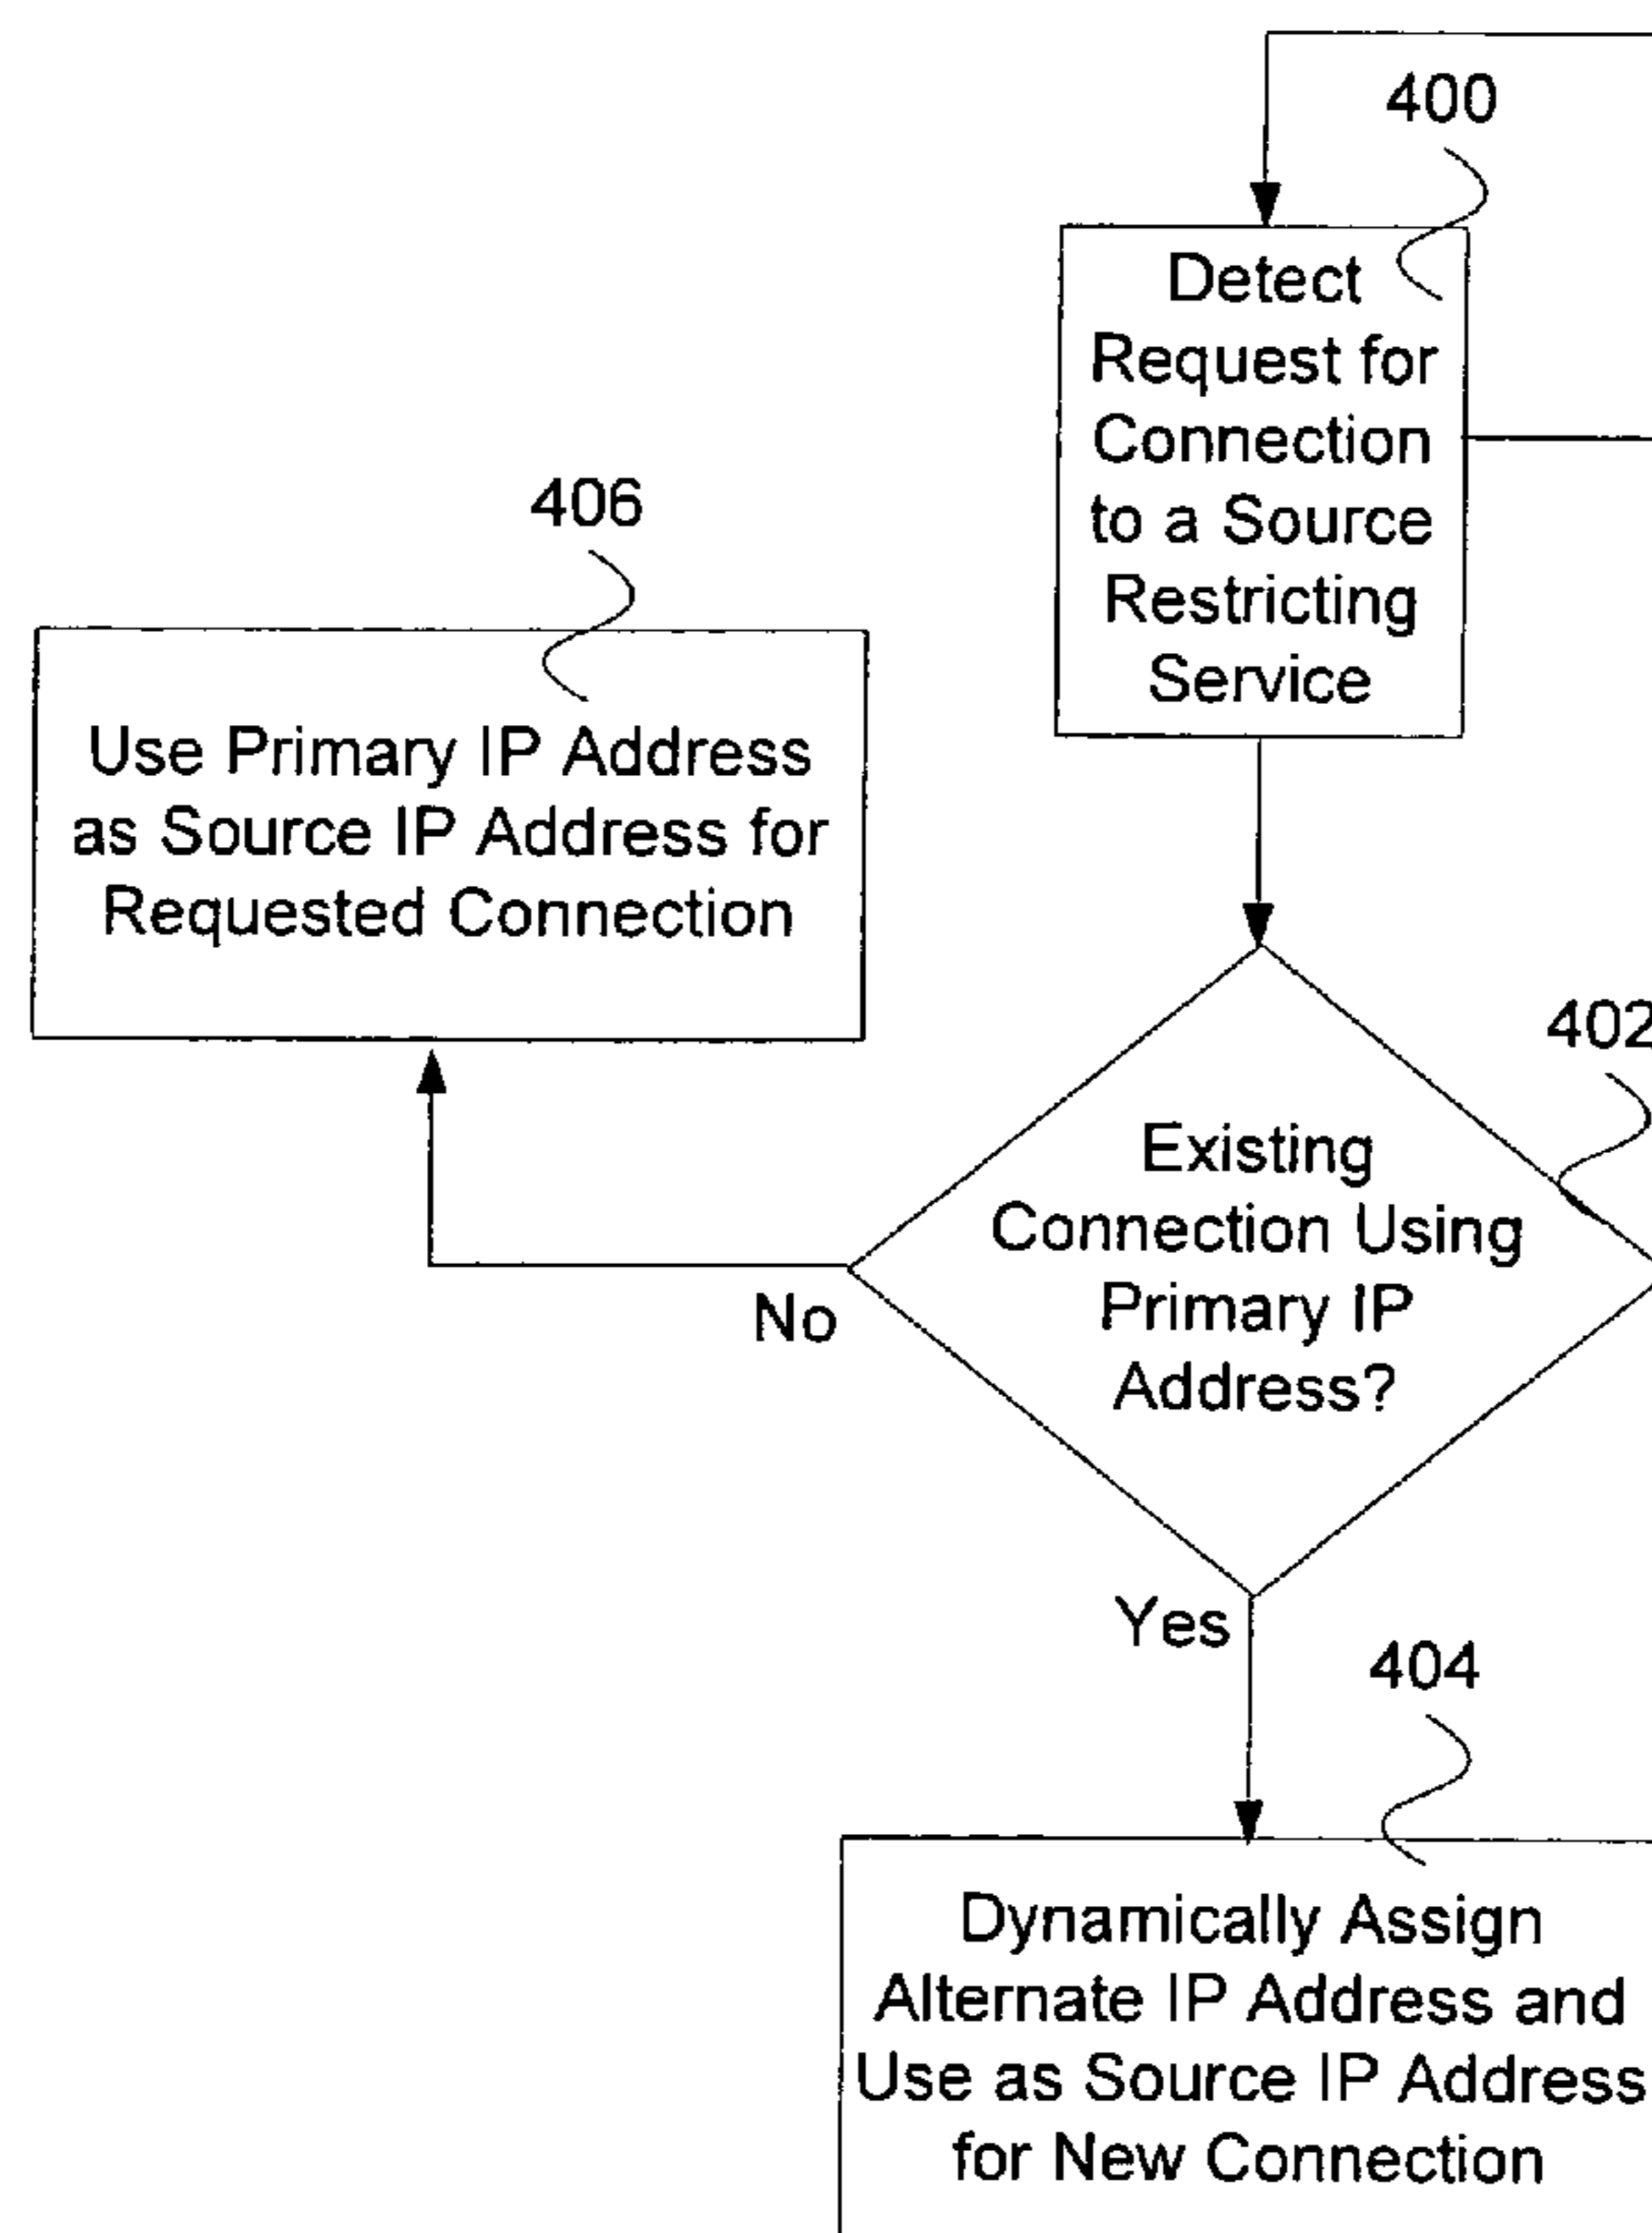 400
Detect
Request for
Connection
to a Source
Restricting
Service
406
Use Primary IP Address
as Source IP Address for
Requested Connection
402
Existing
Connection Using
Primary IP
Address?
No
Yes
404
Dynamically Assign
Alternate IP Address and
Use as Source IP Address
for New Connection